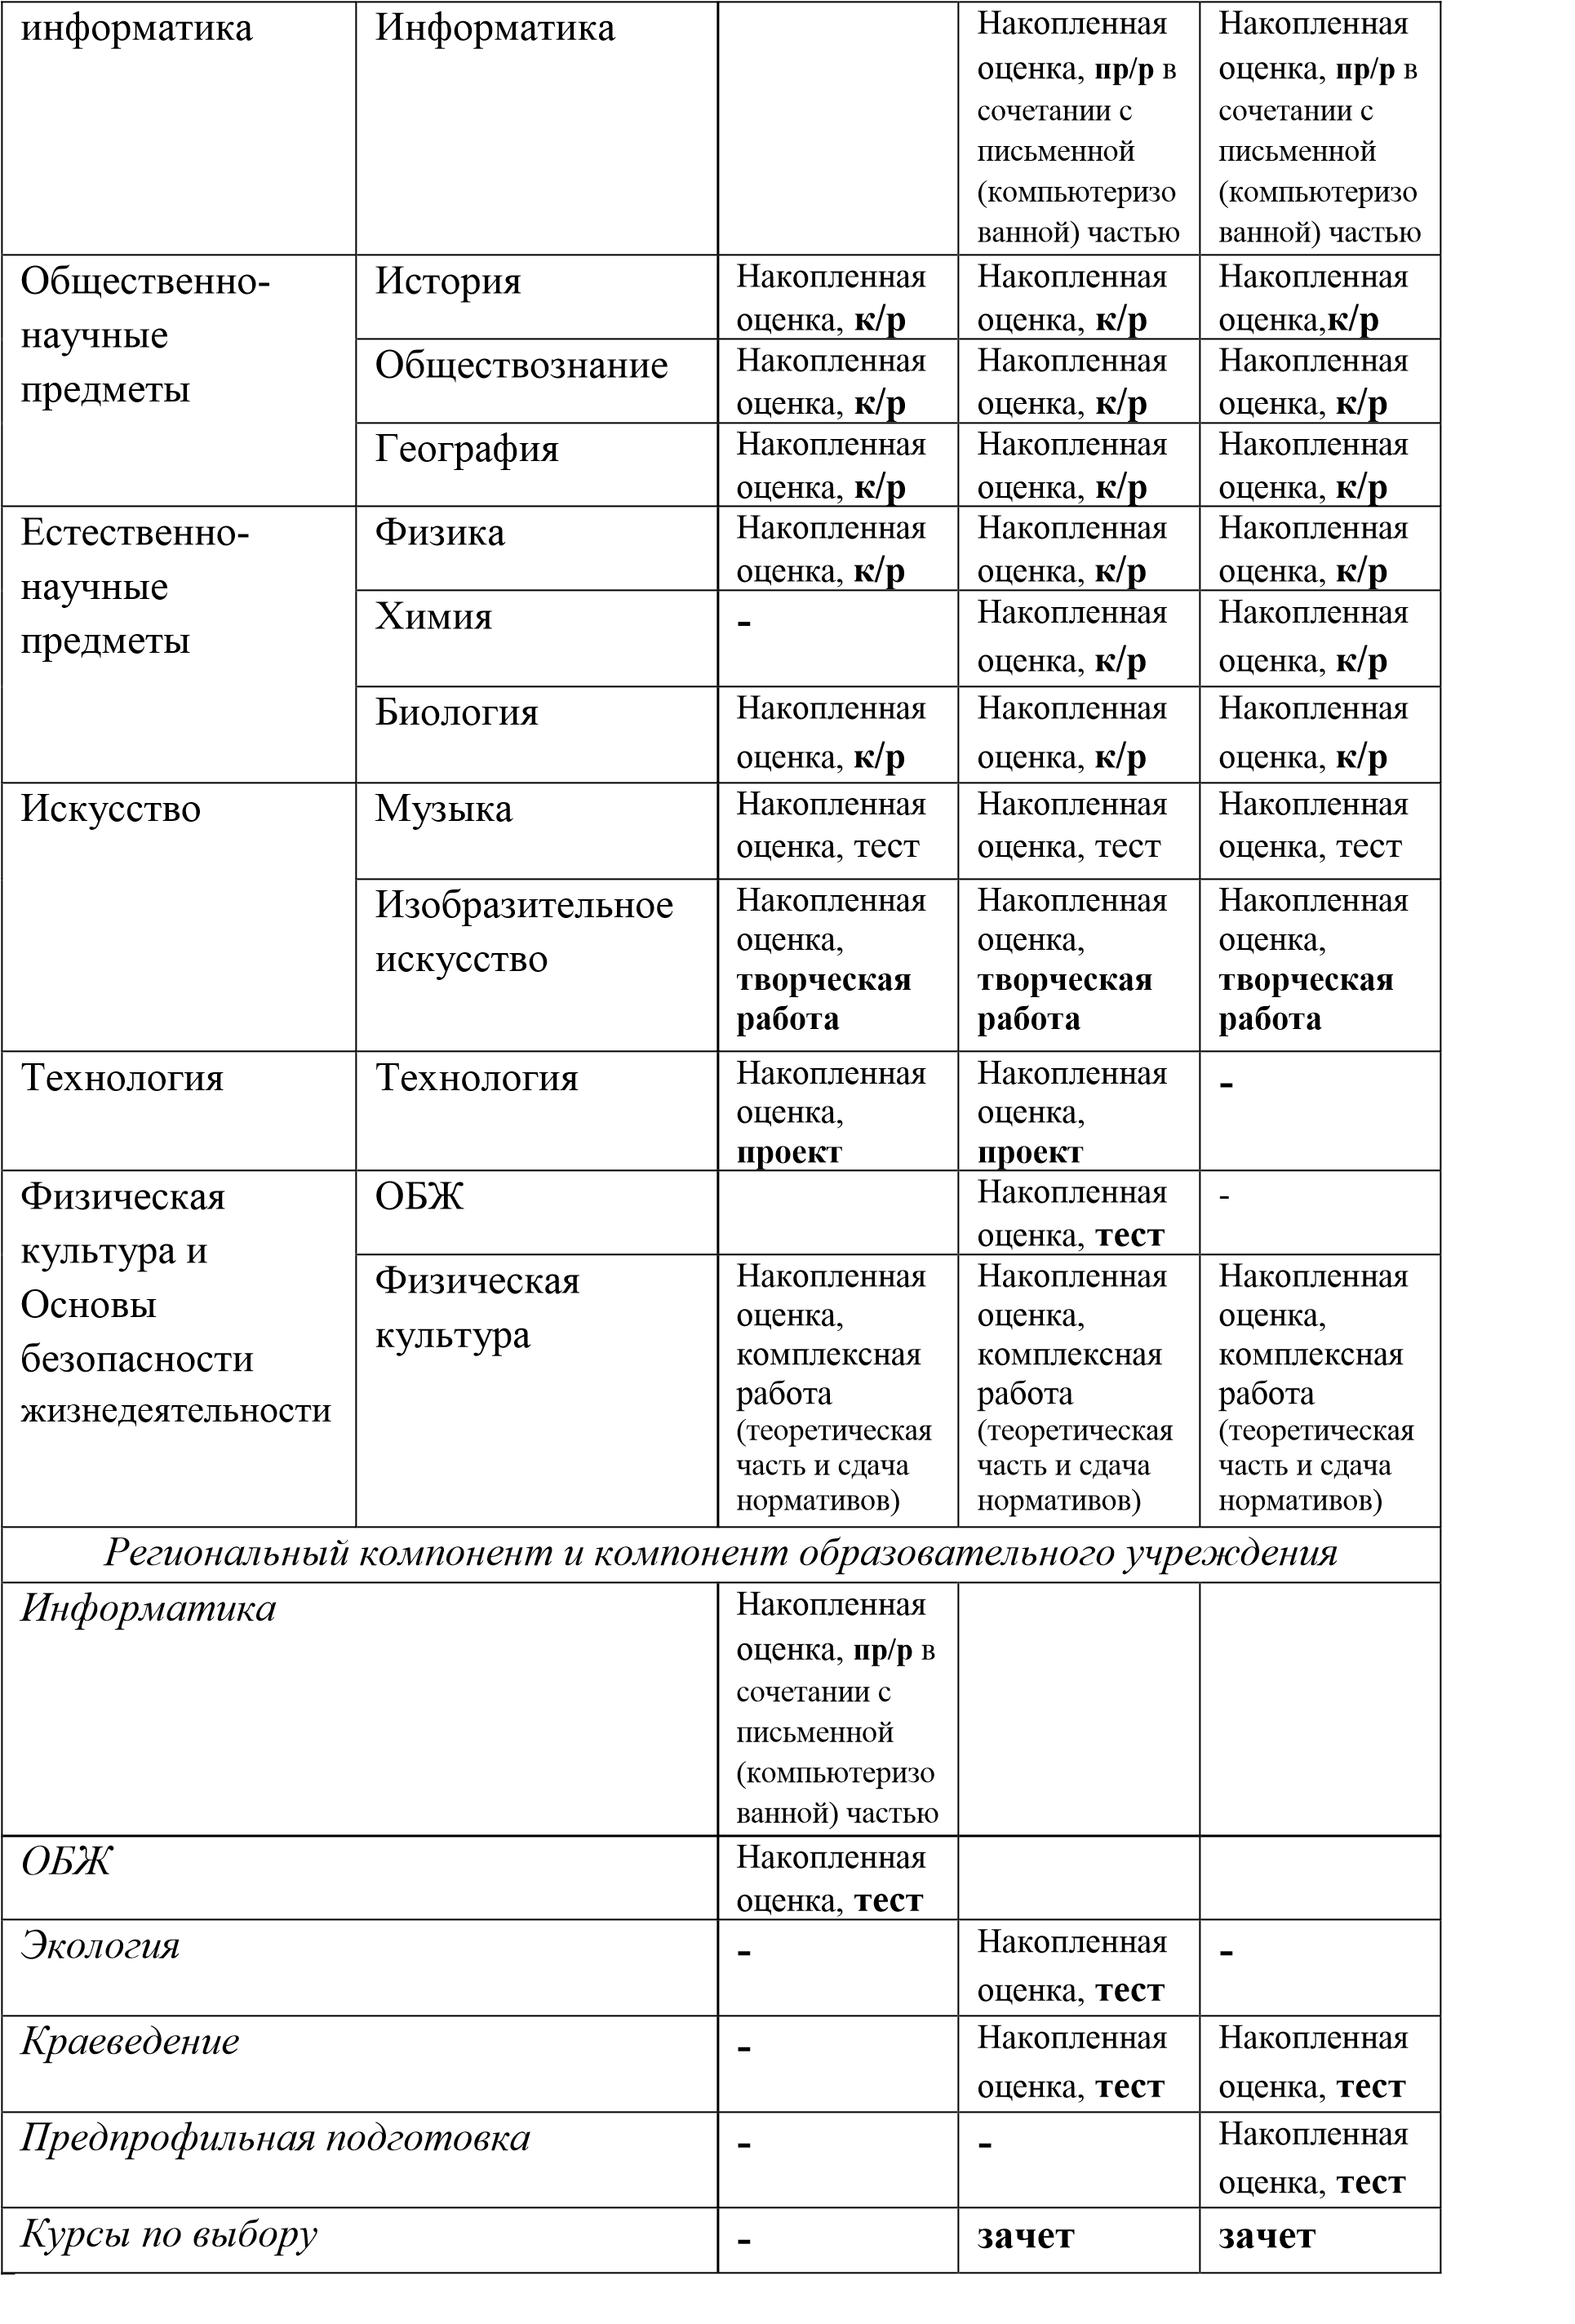 информатика
Информатика
Накопленная
оценка, пр/р в
сочетании с
письменной
(компьютеризо
ванной) частью
Накопленная
оценка, пр/р в
сочетании с
письменной
(компьютеризо
ванной) частью
Общественно-
научные
предметы
История
Накопленная
оценка, к/р
Накопленная
оценка, к/р
Накопленная
оценка,к/р
Обществознание
Накопленная
оценка, к/р
Накопленная
оценка, к/р
Накопленная
оценка, к/р
География
Накопленная
оценка, к/р
Накопленная
оценка, к/р
Накопленная
оценка, к/р
Естественно-
научные
предметы
Физика
Накопленная
оценка, к/р
Накопленная
оценка, к/р
Накопленная
оценка, к/р
Химия
-
Накопленная
оценка, к/р
Накопленная
оценка, к/р
Биология
Накопленная
оценка, к/р
Накопленная
оценка, к/р
Накопленная
оценка, к/р
Искусство
Музыка
Накопленная
оценка, тест
Накопленная
оценка, тест
Накопленная
оценка, тест
Изобразительное
искусство
Накопленная
оценка,
творческая
работа
Накопленная
оценка,
творческая
работа
Накопленная
оценка,
творческая
работа
Технология
Технология
Накопленная
оценка,
проект
Накопленная
оценка,
проект
-
Физическая
культура и
Основы
безопасности
жизнедеятельности
ОБЖ
Накопленная
оценка, тест
-
Физическая
культура
Накопленная
оценка,
комплексная
работа
(теоретическая
часть и сдача
нормативов)
Накопленная
оценка,
комплексная
работа
(теоретическая
часть и сдача
нормативов)
Накопленная
оценка,
комплексная
работа
(теоретическая
часть и сдача
нормативов)
Региональный компонент и компонент образовательного учреждения
Информатика
Накопленная
оценка, пр/р в
сочетании с
письменной
(компьютеризо
ванной) частью
ОБЖ
Накопленная
оценка, тест
Экология
-
Накопленная
оценка, тест
-
Краеведение
-
Накопленная
оценка, тест
Накопленная
оценка, тест
Предпрофильная подготовка
-
-
Накопленная
оценка, тест
Курсы по выбору
-
зачет
зачет